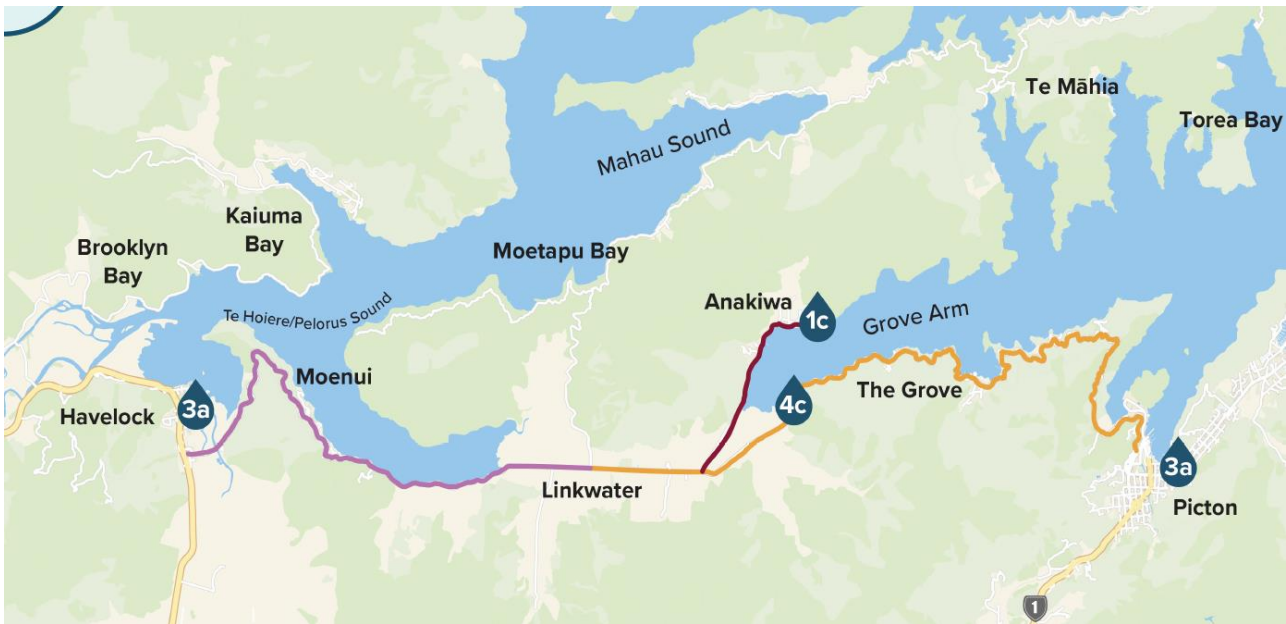 Te Māhia
Torea Bay
Mahau Sound
Kaiuma
Bay
Brooklyn
Bay
Moetapu Bay
Te Hoiere/Pelorus Sound
Anakiwa
1c
Grove Arm
Moenui
The Grove
Havelock
3a
4c
3a
Linkwater
Picton
1